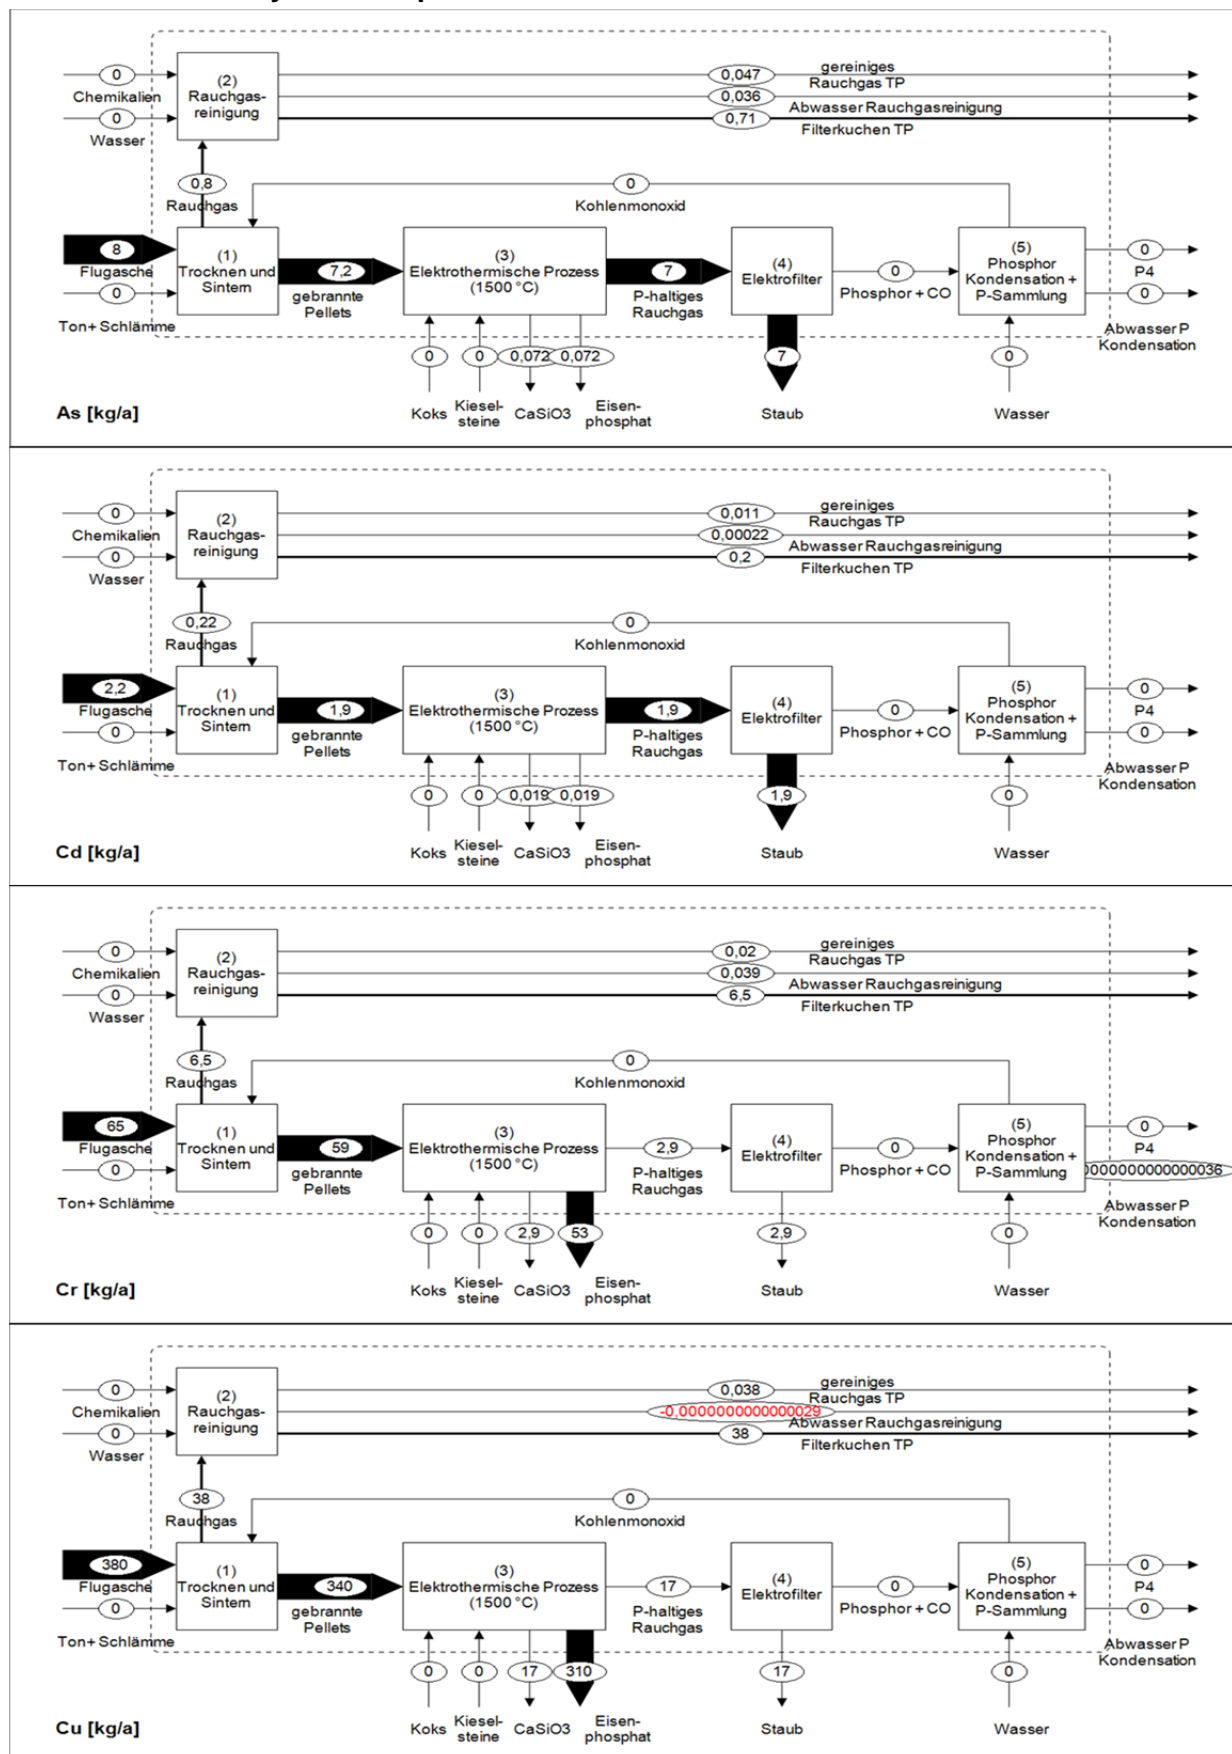 0
Chemikalien
0
Wasser
(2)
Rauchgas-
reinigung
0,047
gereiniges
Rauchgas TP
0,036
Abwasser Rauchgasreinigung
0,71
Filterkuchen TP
0,8
Rauchgas
0
Kohlenmonoxid
8
Flugasche
0
Ton+ Schlämme
(1)
Trocknen und
Sintern
7,2
gebrannte
Pellets
(3)
Elektrothermische Prozess
(1500 °C)
7
P-haltiges
Rauchgas
(4)
Elektrofilter
0
Phosphor + CO
(5)
Phosphor
Kondensation +
P-Sammlung
0
P4
0
Abwasser P
Kondensation
0
Koks
0
Kiesel-
steine
0,072
CaSiO3
0,072
Eisen-
phosphat
7
Staub
0
Wasser
As [kg/a]
0
Chemikalien
0
Wasser
(2)
Rauchgas-
reinigung
0,011
gereiniges
Rauchgas TP
0,00022
Abwasser Rauchgasreinigung
0,2
Filterkuchen TP
0,22
Rauchgas
0
Kohlenmonoxid
2,2
Flugasche
0
Ton+ Schlämme
(1)
Trocknen und
Sintern
1,9
gebrannte
Pellets
(3)
Elektrothermische Prozess
(1500 °C)
1,9
P-haltiges
Rauchgas
(4)
Elektrofilter
0
Phosphor + CO
(5)
Phosphor
Kondensation +
P-Sammlung
0
P4
0
Abwasser P
Kondensation
0
Koks
0
Kiesel-
steine
0,019
CaSiO3
0,019
Eisen-
phosphat
1,9
Staub
0
Wasser
Cd [kg/a]
0
Chemikalien
0
Wasser
(2)
Rauchgas-
reinigung
0,02
gereiniges
Rauchgas TP
0,039
Abwasser Rauchgasreinigung
6,5
Filterkuchen TP
6,5
Rauchgas
0
Kohlenmonoxid
65
Flugasche
0
Ton+ Schlämme
(1)
Trocknen und
Sintern
59
gebrannte
Pellets
(3)
Elektrothermische Prozess
(1500 °C)
2,9
P-haltiges
Rauchgas
(4)
Elektrofilter
0
Phosphor + CO
(5)
Phosphor
Kondensation +
P-Sammlung
0
P4
Abwasser P
Kondensation
0
Koks
0
Kiesel-
steine
2,9
CaSiO3
53
Eisen-
phosphat
2,9
Staub
0
Wasser
Cr [kg/a]
0
Chemikalien
0
Wasser
(2)
Rauchgas-
reinigung
0,038
gereiniges
Rauchgas TP
Abwasser Rauchgasreinigung
38
Filterkuchen TP
38
Rauchgas
0
Kohlenmonoxid
380
Flugasche
0
Ton+ Schlämme
(1)
Trocknen und
Sintern
340
gebrannte
Pellets
(3)
Elektrothermische Prozess
(1500 °C)
17
P-haltiges
Rauchgas
(4)
Elektrofilter
0
Phosphor + CO
(5)
Phosphor
Kondensation +
P-Sammlung
0
P4
0
Abwasser P
Kondensation
0
Koks
0
Kiesel-
steine
17
CaSiO3
310
Eisen-
phosphat
17
Staub
0
Wasser
Cu [kg/a]